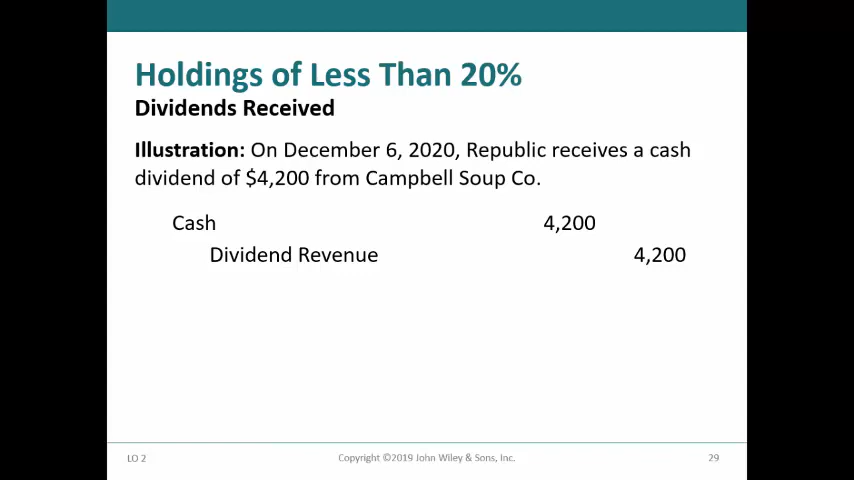 Holdings of Less Than 20%
Dividends Received
Illustration: On December 6, 2020, Republic receives a cash
dividend of $4,200 from Campbell Soup Co.
Cash 4,200
Dividend Revenue 4,200
LO 2 Copyright ©2019 John Wiley & Sons, Inc. 29